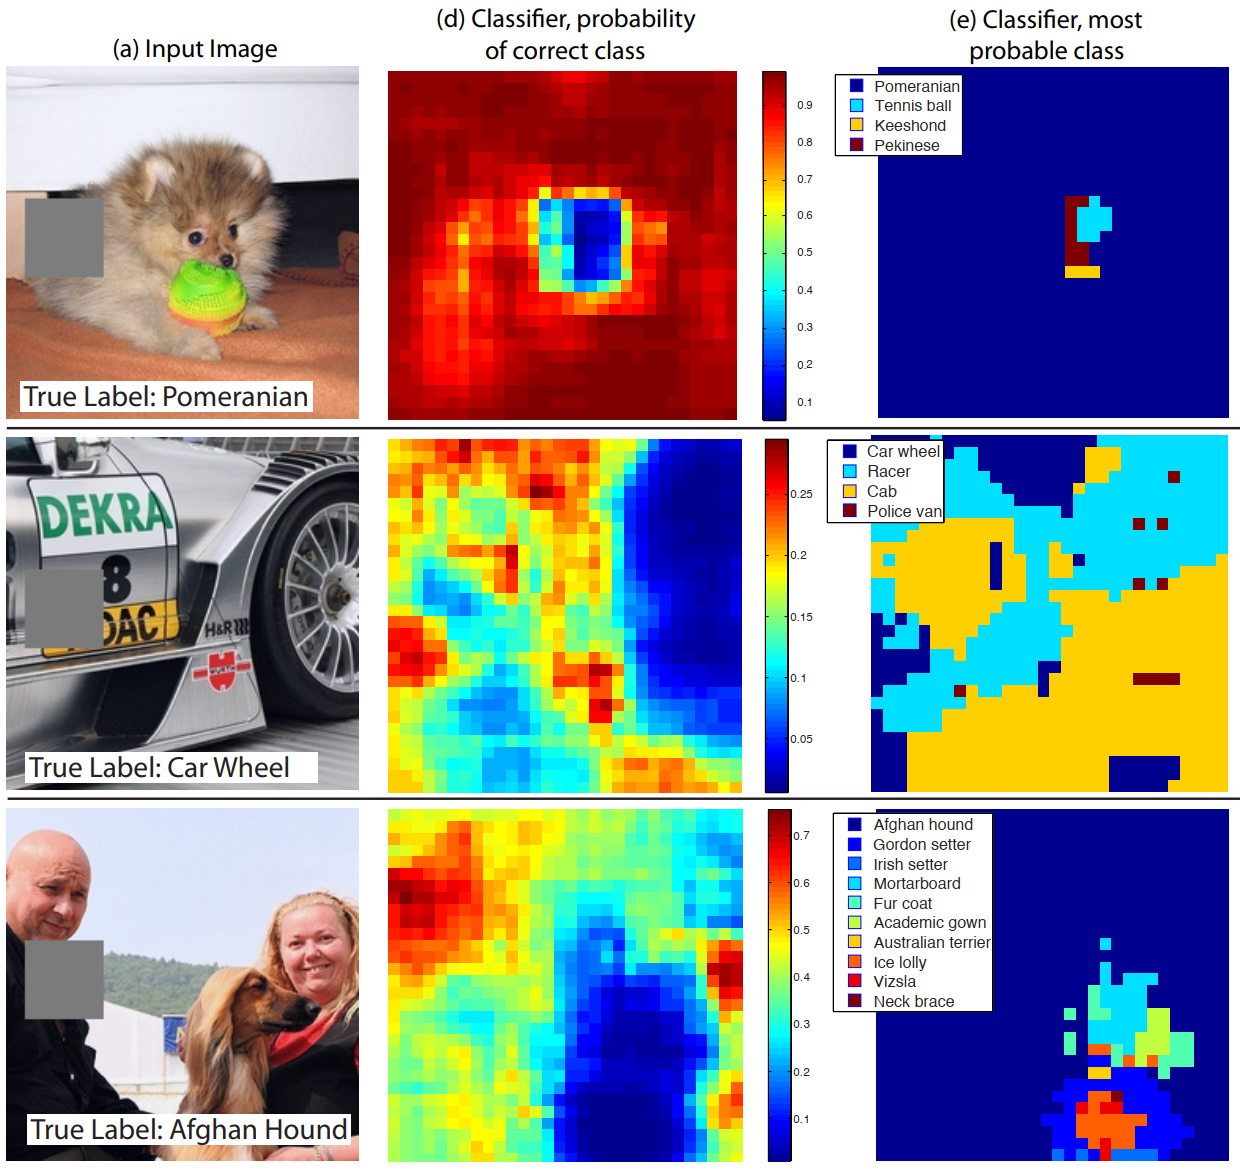 (a) Input Image
(d) Classifier, probability
of correct class
(e) Classifier, most
probable class
True Label: Pomeranian
0.9
0.8
0.7
0.6
0.5
0.4
0.3
0.2
0.1
Pomeranian
Tennis ball
Keeshond
Pekinese
DEKRA
8
DAC
H&R
WÜRTH
True Label: Car Wheel
0.25
0.2
0.15
0.1
0.05
Car wheel
Racer
Cab
Police van
True Label: Afghan Hound
0.7
0.6
0.5
0.4
0.3
0.2
0.1
Afghan hound
Gordon setter
Irish setter
Mortarboard
Fur coat
Academic gown
Australian terrier
Ice lolly
Vizsla
Neck brace